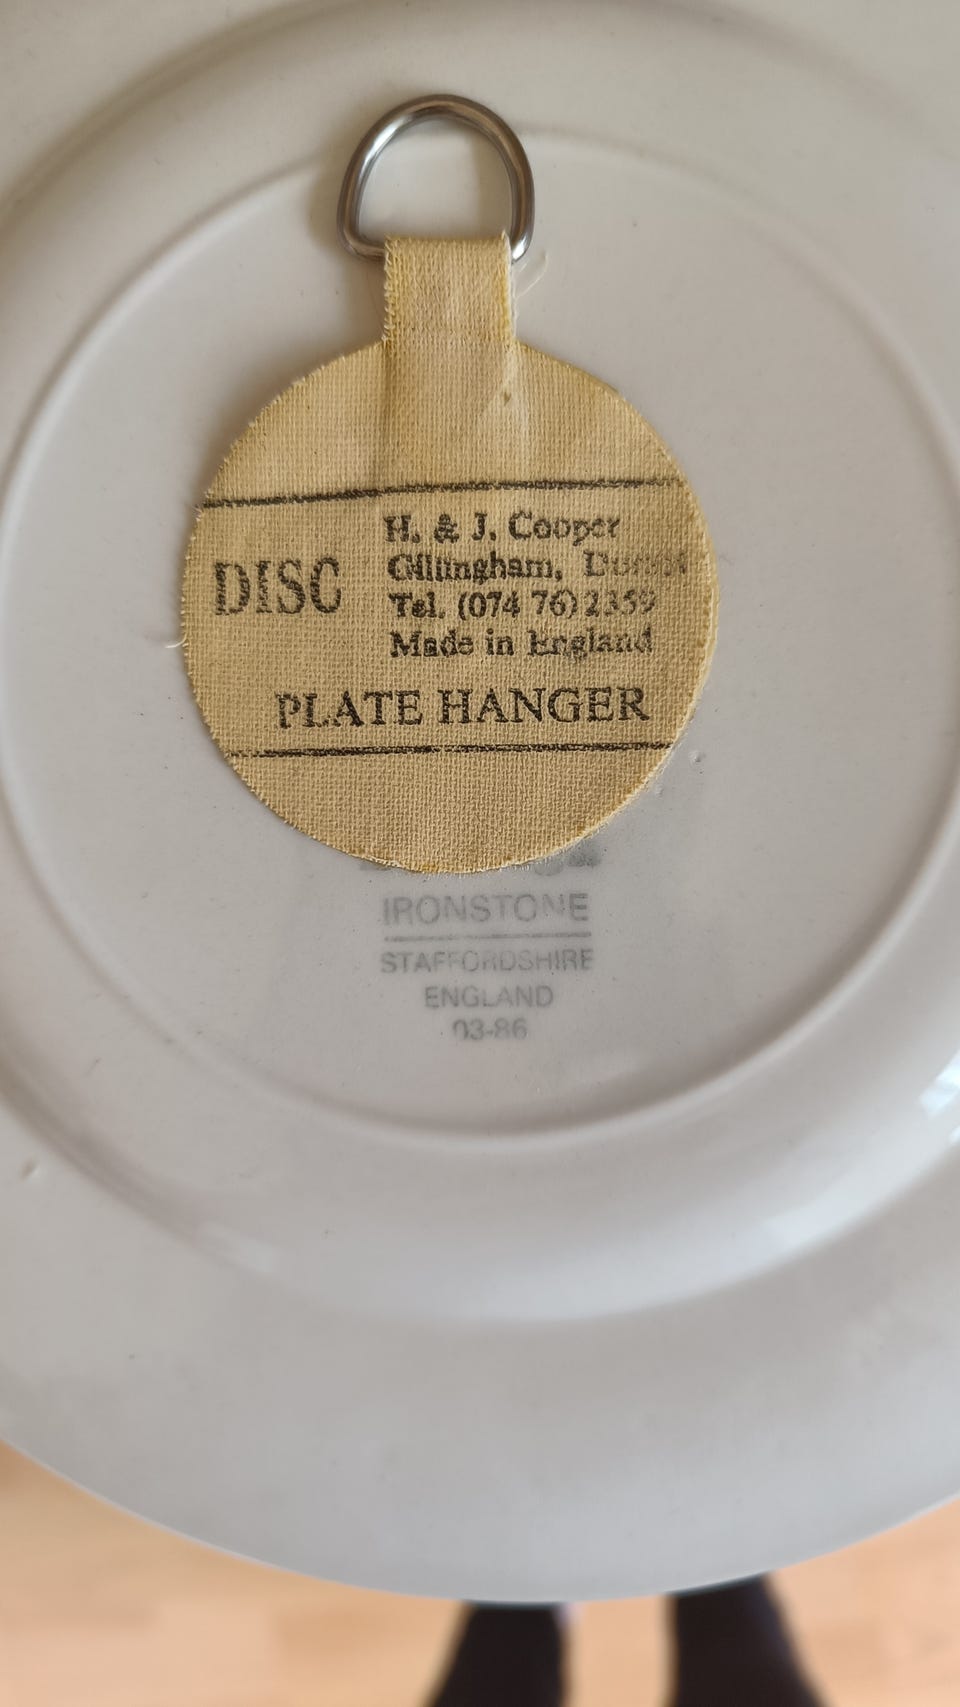 H. & J. Cooper
DISC
Gillingham,
Tel. (074 76) 2359
Made in England
PLATE HANGER
IRONSTONE
STAFFORDSHIRE
ENGLAND
03-86